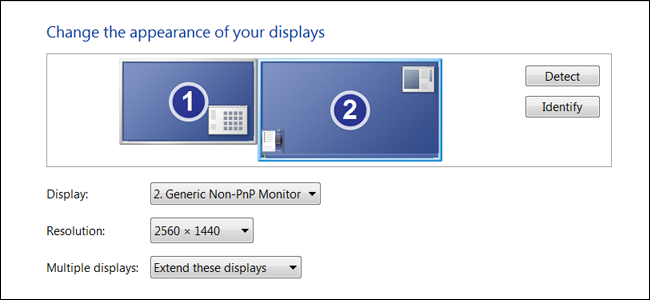 Change the appearance of your displays
1
2
Detect
Identify
Display: 2. Generic Non-PnP Monitor
Resolution: 2560 × 1440
Multiple displays: Extend these displays